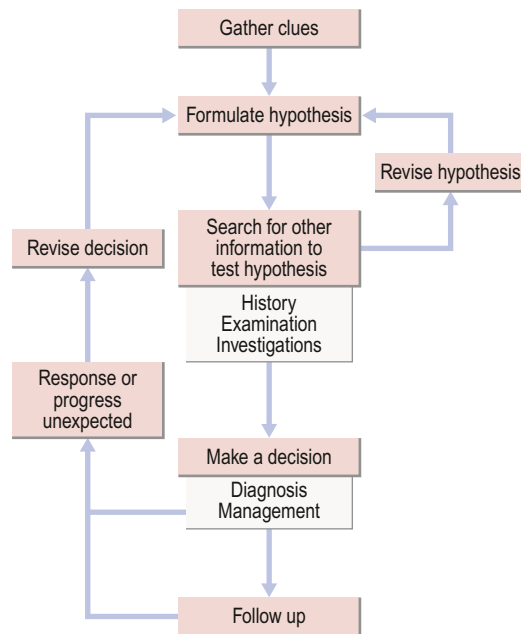 Gather clues
Formulate hypothesis
Revise hypothesis
Search for other
information to
test hypothesis
Revise decision
History
Examination
Investigations
Response or
progress
unexpected
Make a decision
Diagnosis
Management
Follow up